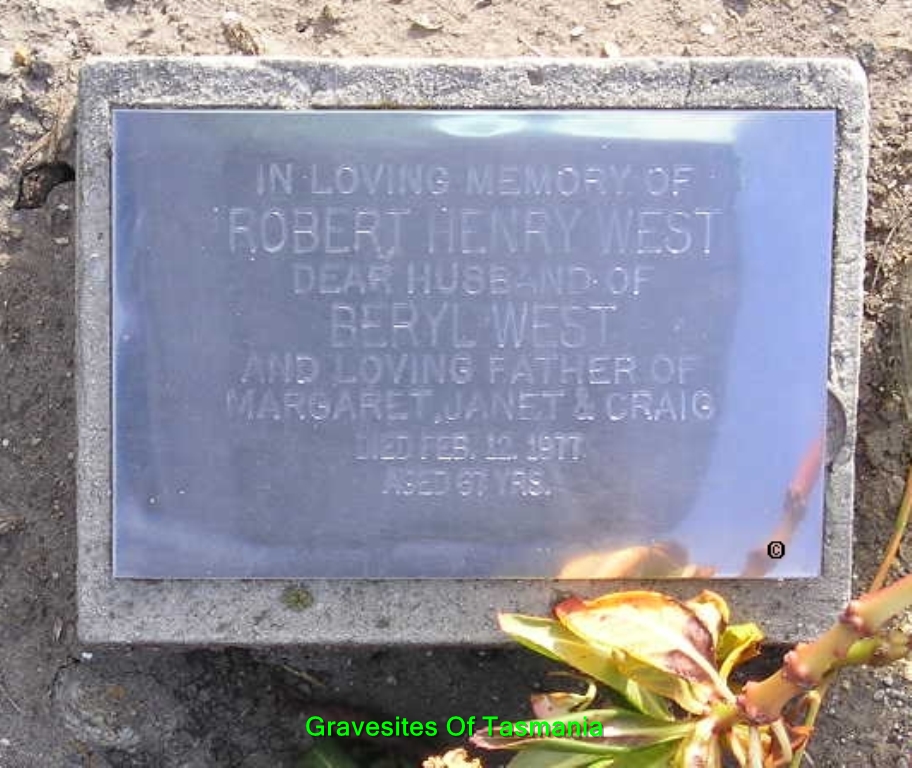 IN LOVING MEMORY OF
ROBERT HENRY WEST
DEAR HUSBAND OF
BERYL WEST
AND LOVING FATHER OF
MARGARET, JANET & CRAIG
DIED FEB. 12. 1977
AGED 67 YRS.
©
Gravesites Of Tasmania